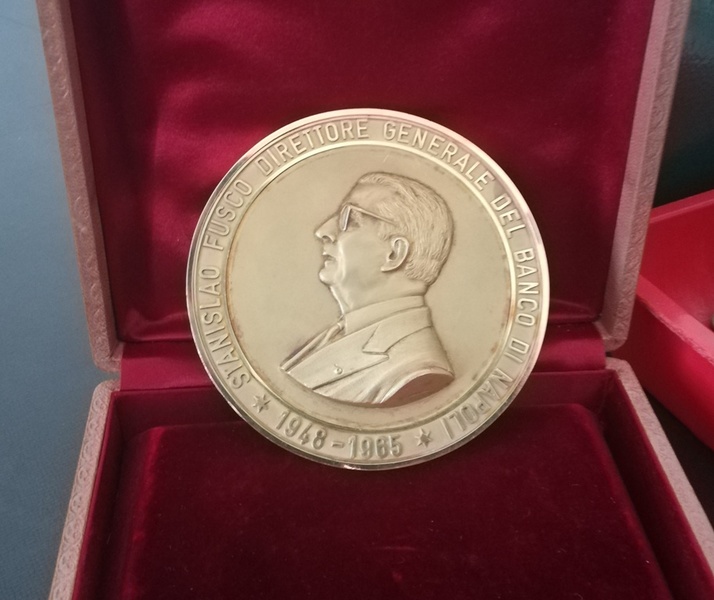 STANISLAO FUSCO DIRETTORE GENERALE DEL BANCO DI NAPOLI
* 1948-1965 *